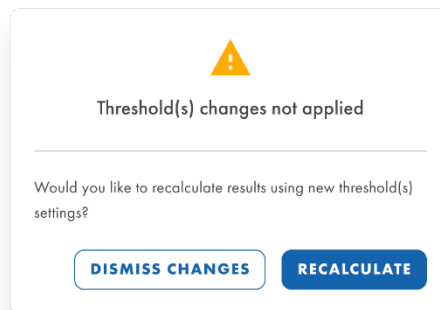 Threshold(s) changes not applied
Would you like to recalculate results using new threshold(s)
settings?
DISMISS CHANGES
RECALCULATE